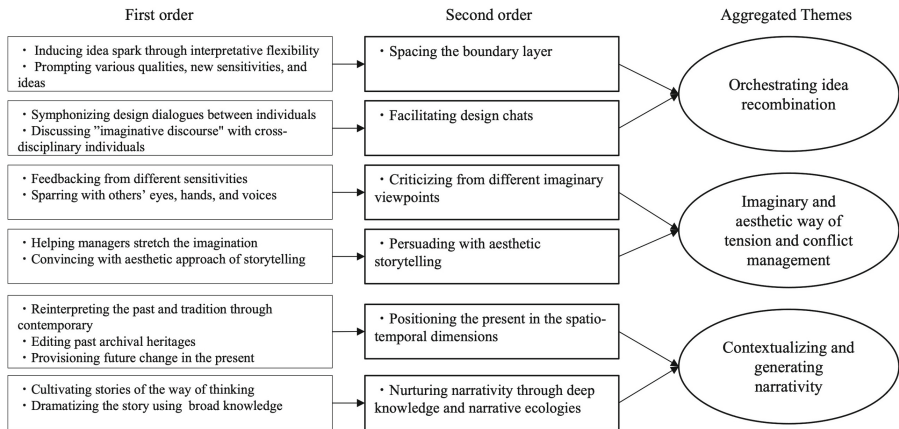 First order
Second order
Aggregated Themes
・Inducing idea spark through interpretative flexibility
・Prompting various qualities, new sensitivities, and
ideas
・Spacing the boundary layer
Orchestrating idea
recombination
・Symphonizing design dialogues between individuals
・Discussing "imaginative discourse" with cross-
disciplinary individuals
・Facilitating design chats
・Feedbacking from different sensitivities
・Sparring with others' eyes, hands, and voices
・Criticizing from different imaginary
viewpoints
Imaginary and
aesthetic way of
tension and conflict
management
・Helping managers stretch the imagination
・Convincing with aesthetic approach of storytelling
・Persuading with aesthetic
storytelling
・Reinterpreting the past and tradition through
contemporary
・Editing past archival heritages
・Provisioning future change in the present
・Positioning the present in the spatio-
temporal dimensions
Contextualizing and
generating
narrativity
・Cultivating stories of the way of thinking
・Dramatizing the story using broad knowledge
・Nurturing narrativity through deep
knowledge and narrative ecologies